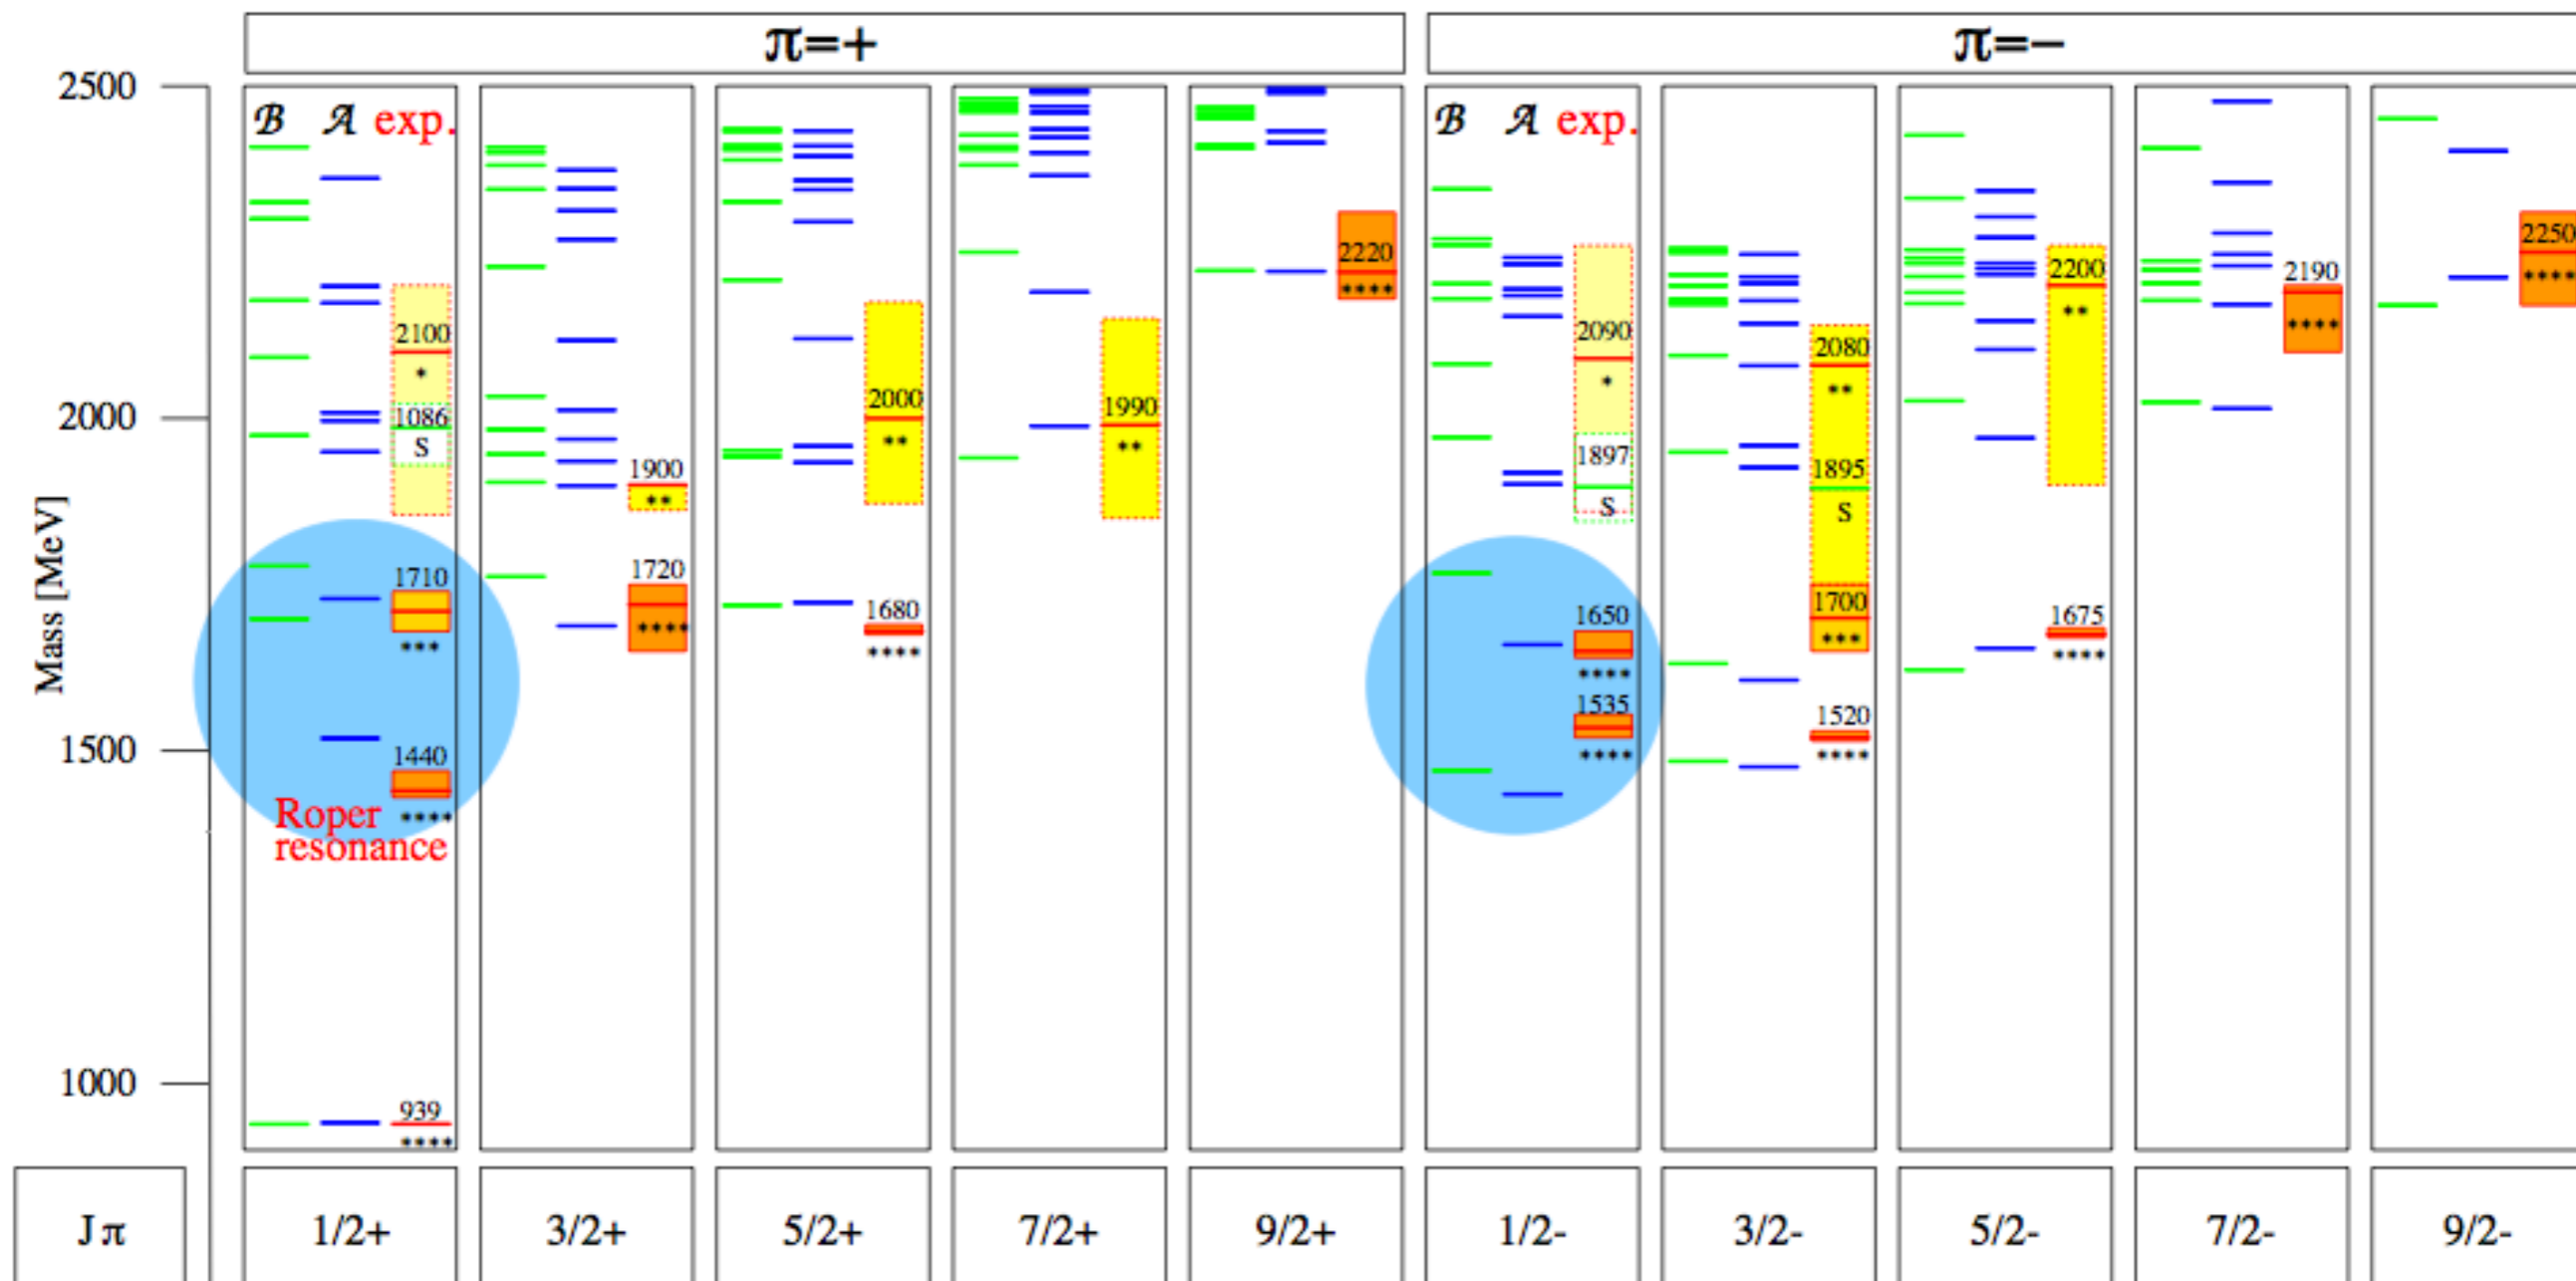 π=+ π=−
2500
B A exp. B A exp.
2220 2250
**** ****
2100 2090 2080 2200 2190
* * ** ** ****
2000
1086 2000 1990 1897 1895
S ** ** S S
1900
**
Mass [MeV]
1710 1720 1680 1650 1700 1675
*** **** **** **** *** ****
1535 1520
**** ****
1500
1440
****
Roper
resonance
1000
939
****
J π 1/2+ 3/2+ 5/2+ 7/2+ 9/2+ 1/2- 3/2- 5/2- 7/2- 9/2-